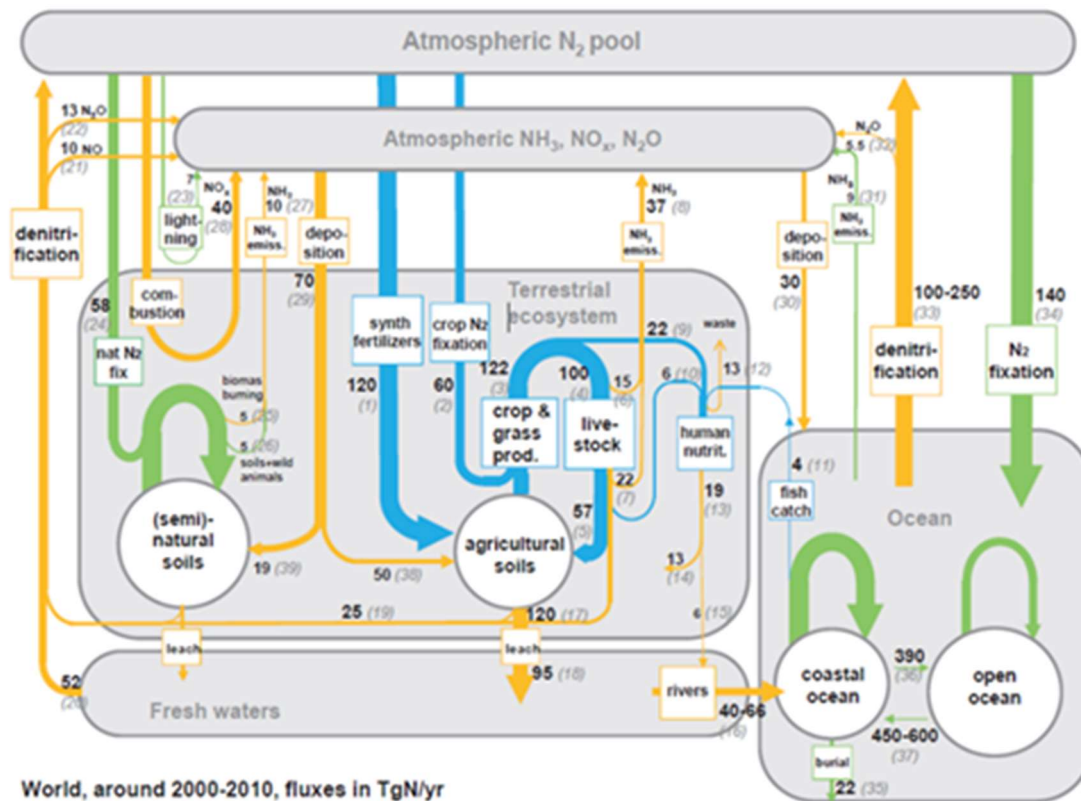 Atmospheric N₂ pool
13 N₂O
(22)
10 NO
(21)
Atmospheric NH₃, NOₓ, N₂O
N₂O
5.5 (32)
7
(23)
NOₓ
40
(28)
NH₃
10 (27)
NH₃
37 (8)
NH₃
9 (31)
denitri-
fication
light-
ning
NH₃
emiss.
depo-
sition
NH₃
emiss.
depo-
sition
NH₃
emiss.
58
(24)
com-
bustion
70
(29)
Terrestrial
ecosystem
30
(30)
100-250
(33)
140
(34)
nat N₂
fix
synth
fertilizers
crop N₂
fixation
22 (9)
waste
denitri-
fication
N₂
fixation
120
(1)
60
(2)
122
(3)
100
(4)
15
(6)
6 (10)
13 (12)
biomas
burning
5 (25)
5 (26)
soils+wild
animals
crop &
grass
prod.
live-
stock
human
nutrit.
4 (11)
fish
catch
Ocean
22
(7)
19
(13)
57
(5)
(semi)-
natural
soils
agricultural
soils
19 (39)
50 (38)
13
(14)
25 (19)
120 (17)
6 (15)
leach
leach
95 (18)
52
(20)
Fresh waters
rivers
40-66
(16)
coastal
ocean
390
(36)
open
ocean
450-600
(37)
burial
22 (35)
World, around 2000-2010, fluxes in TgN/yr